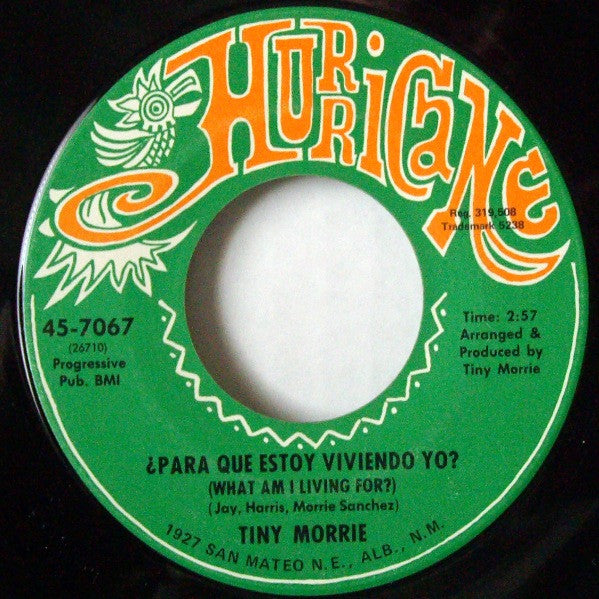 HURRICANE
Reg. 319,508
Trademark 5238
45-7067
(26710)
Progressive
Pub. BMI
Time: 2:57
Arranged &
Produced by
Tiny Morrie
¿PARA QUE ESTOY VIVIENDO YO?
(WHAT AM I LIVING FOR?)
(Jay, Harris, Morrie Sanchez)
TINY MORRIE
1927 SAN MATEO N.E., ALB., N.M.